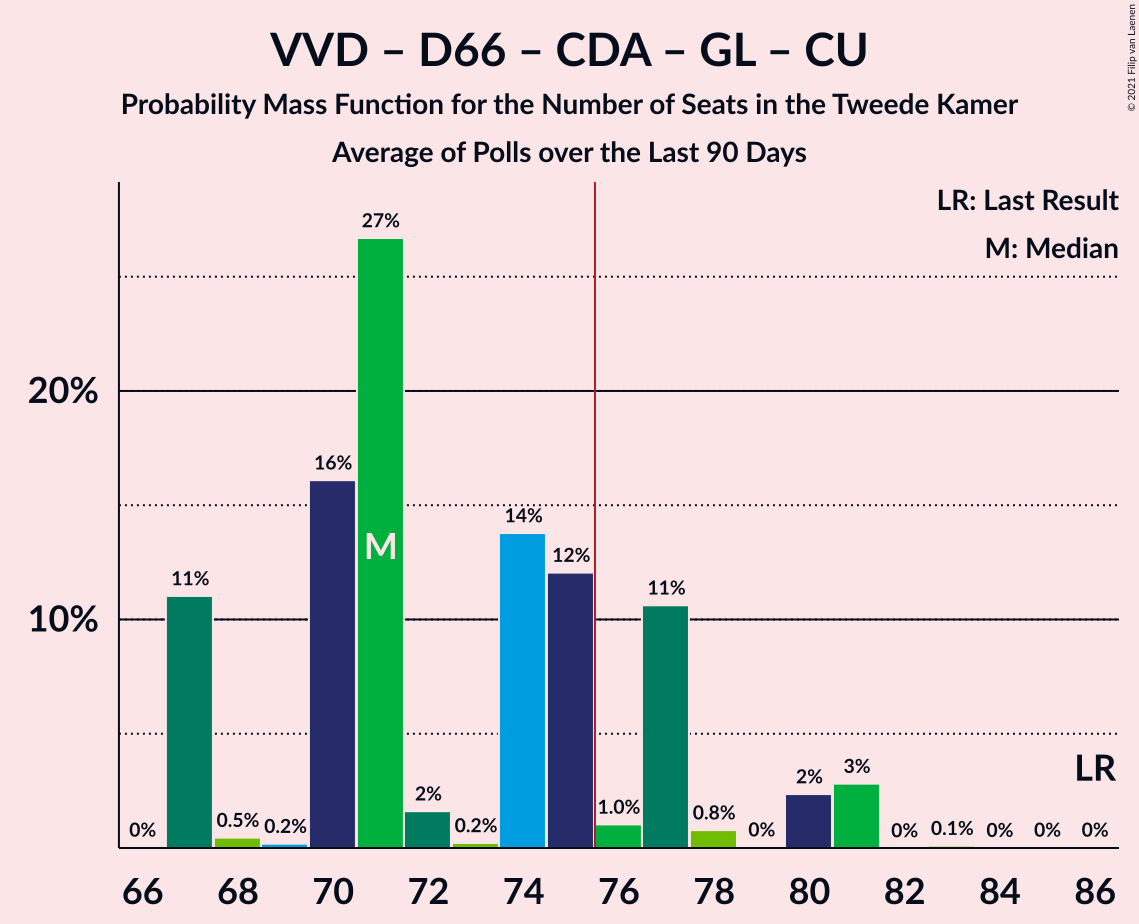 VVD – D66 – CDA – GL – CU
Probability Mass Function for the Number of Seats in the Tweede Kamer
Average of Polls over the Last 90 Days
© 2021 Filip van Laenen
LR: Last Result
M: Median
27%
20%
16%
14%
M
12%
11%
11%
10%
LR
3%
2%
2%
1.0%
0.8%
0.5%
0.2%
0.2%
0%
0%
0%
0.1%
0%
0%
0%
66 68 70 72 74 76 78 80 82 84 86